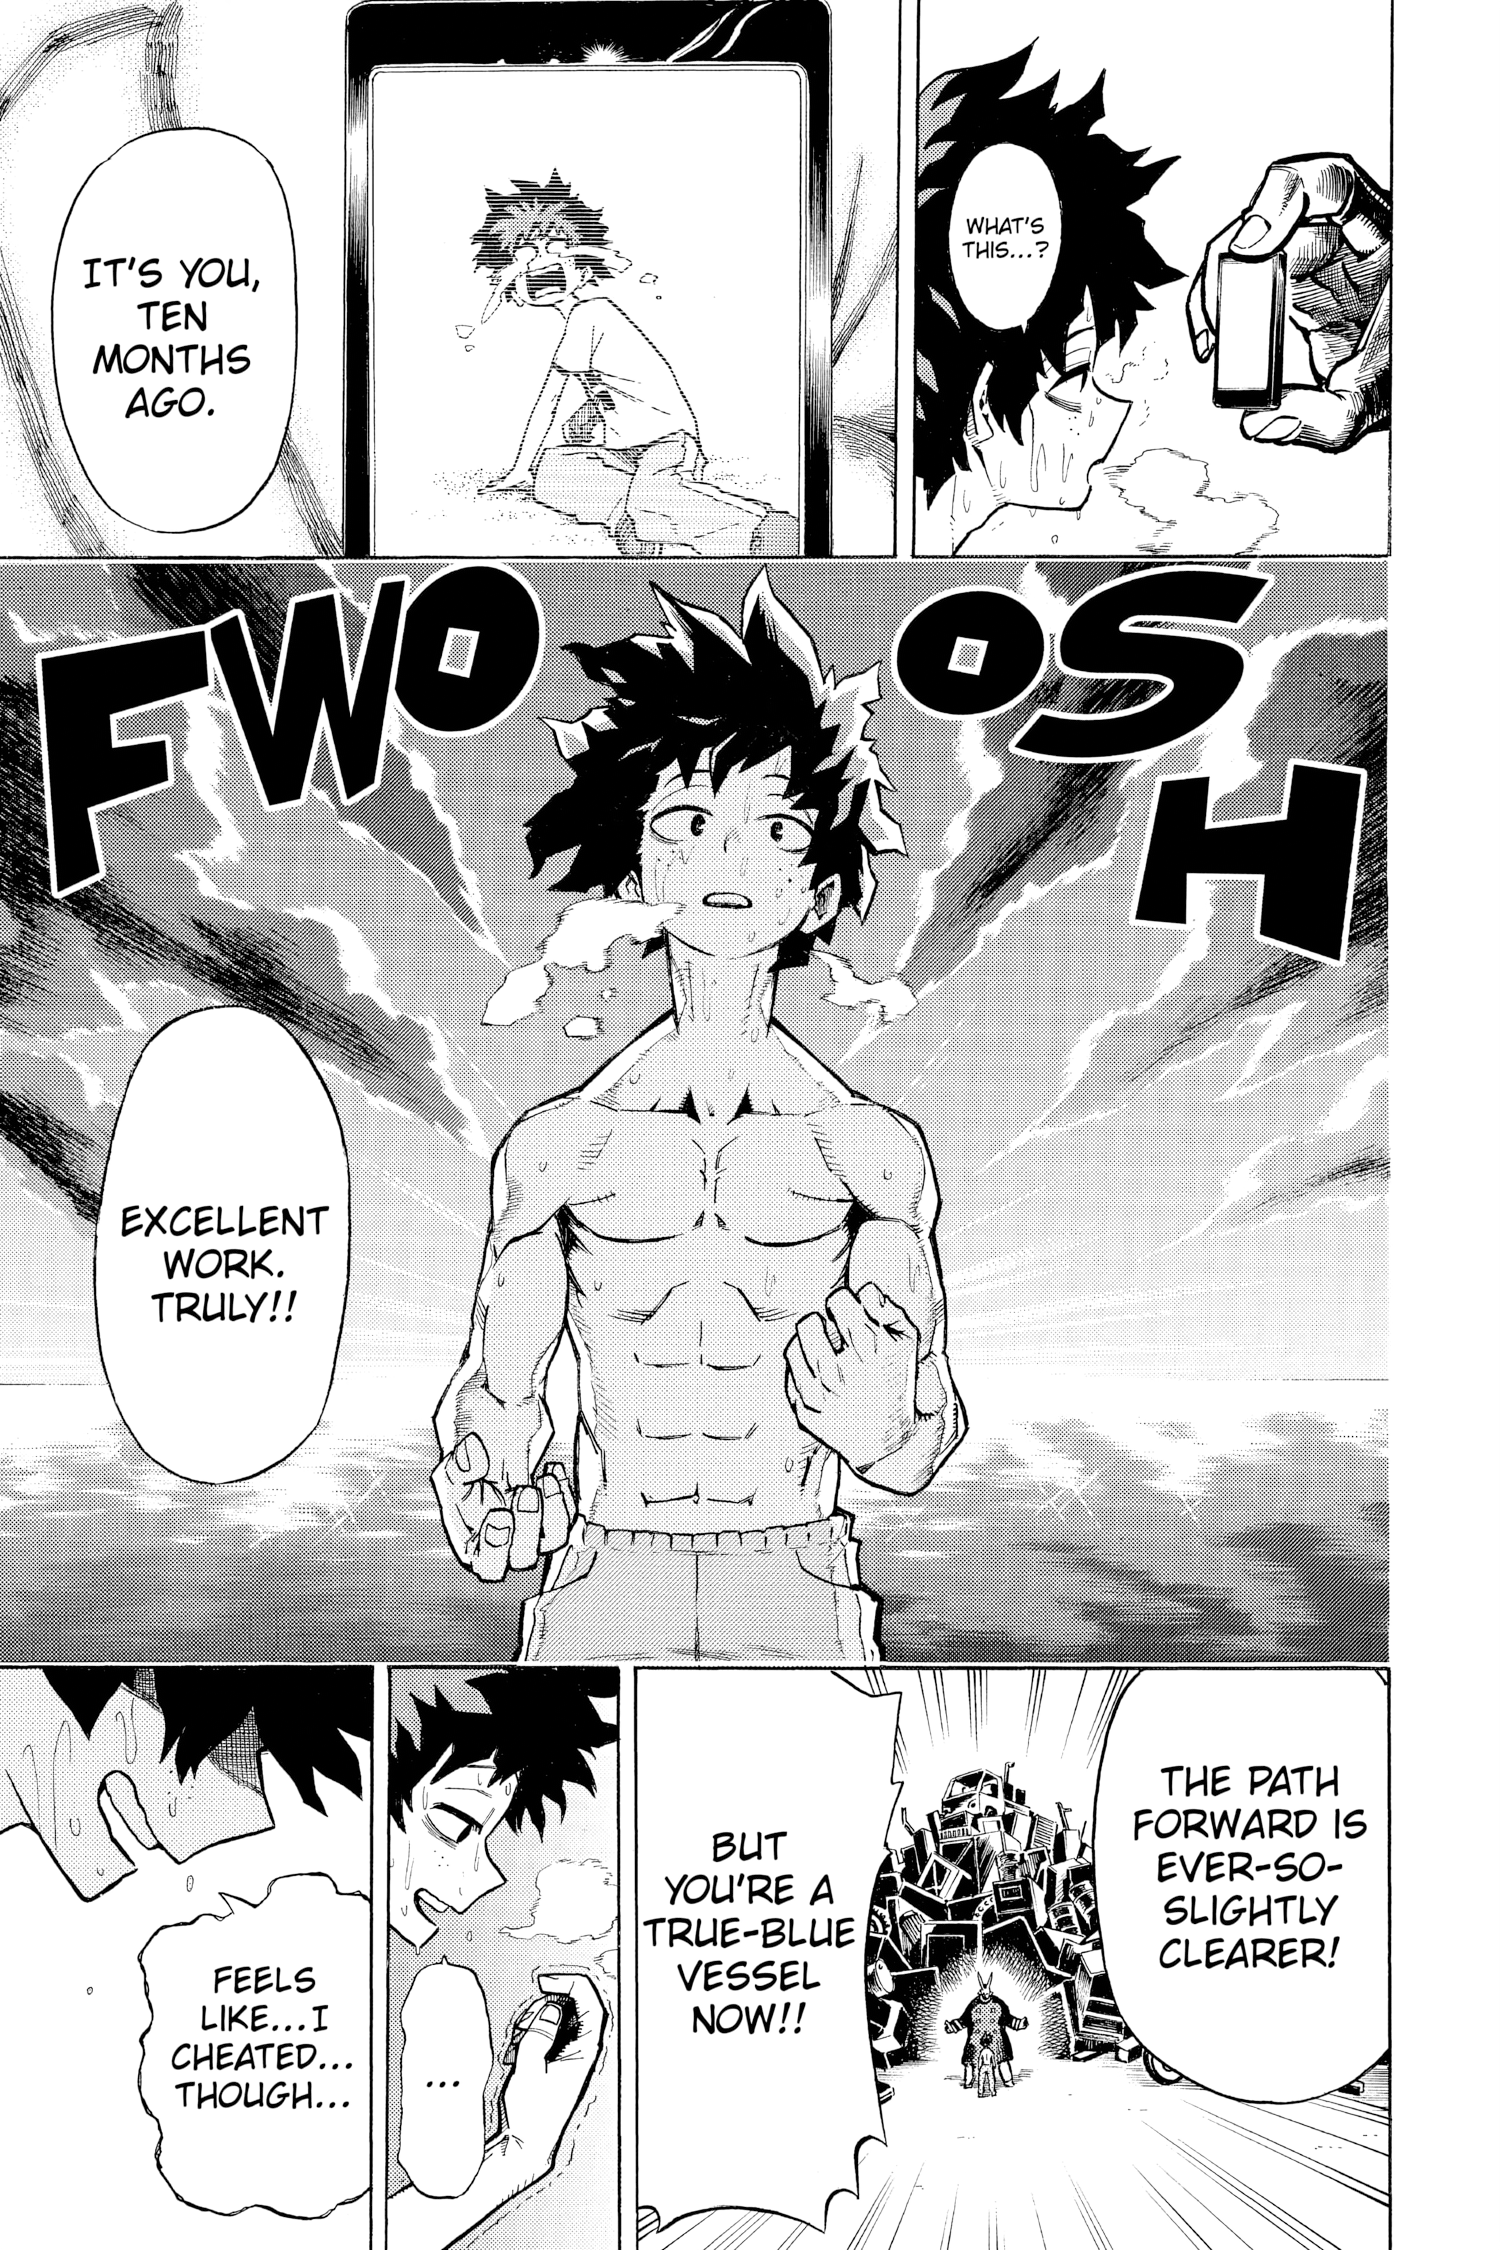 WHAT'S
THIS...?
IT'S YOU,
TEN
MONTHS
AGO.
FWOOSH
EXCELLENT
WORK.
TRULY!!
THE PATH
FORWARD IS
EVER-SO-
SLIGHTLY
CLEARER!
BUT
YOU'RE A
TRUE-BLUE
VESSEL
NOW!!
...
FEELS
LIKE...I
CHEATED...
THOUGH...